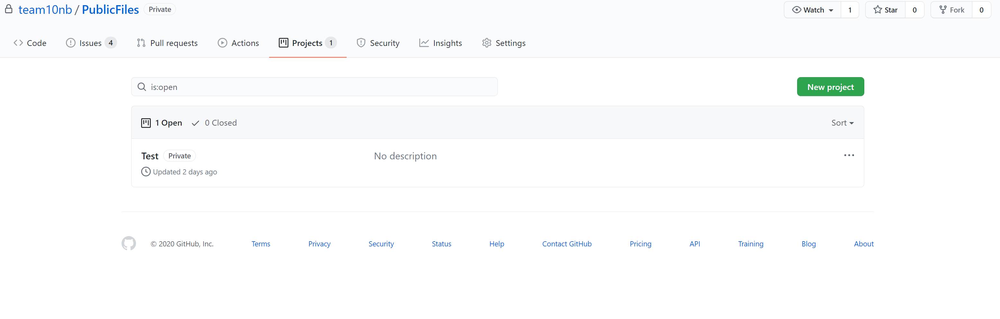 team10nb / PublicFiles Private Watch 1 Star 0 Fork 0
Code Issues 4 Pull requests Actions Projects 1 Security Insights Settings
is:open New project
1 Open 0 Closed Sort
Test Private No description
Updated 2 days ago
© 2020 GitHub, Inc. Terms Privacy Security Status Help Contact GitHub Pricing API Training Blog About